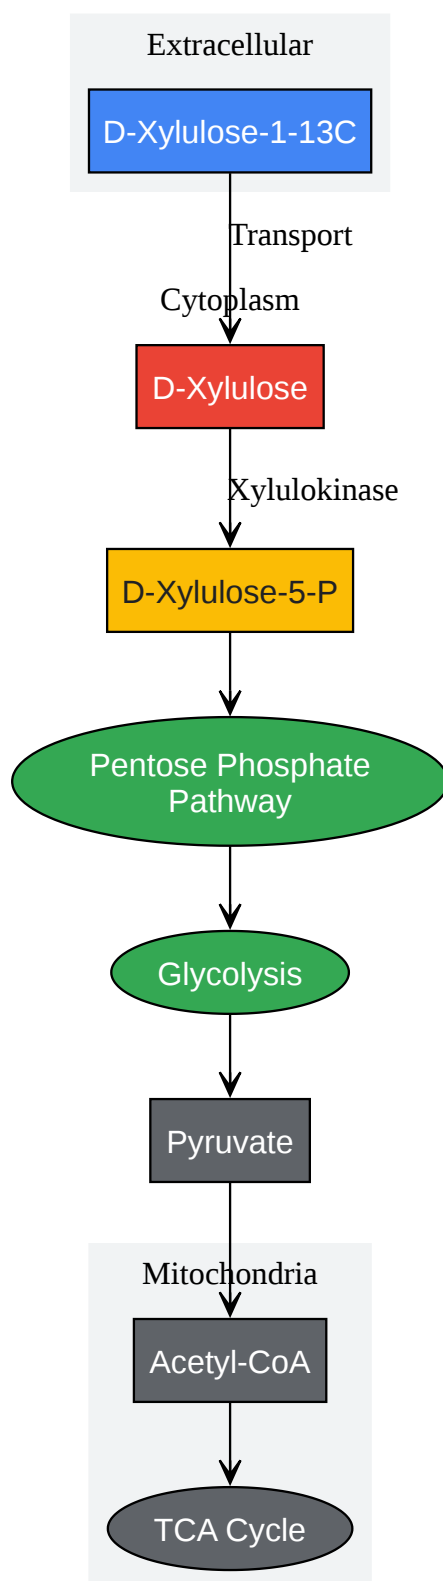 Extracellular
D-Xylulose-1-13C
Transport
Cytoplasm
D-Xylulose
Xylulokinase
D-Xylulose-5-P
Pentose Phosphate
Pathway
Glycolysis
Pyruvate
Mitochondria
Acetyl-CoA
TCA Cycle